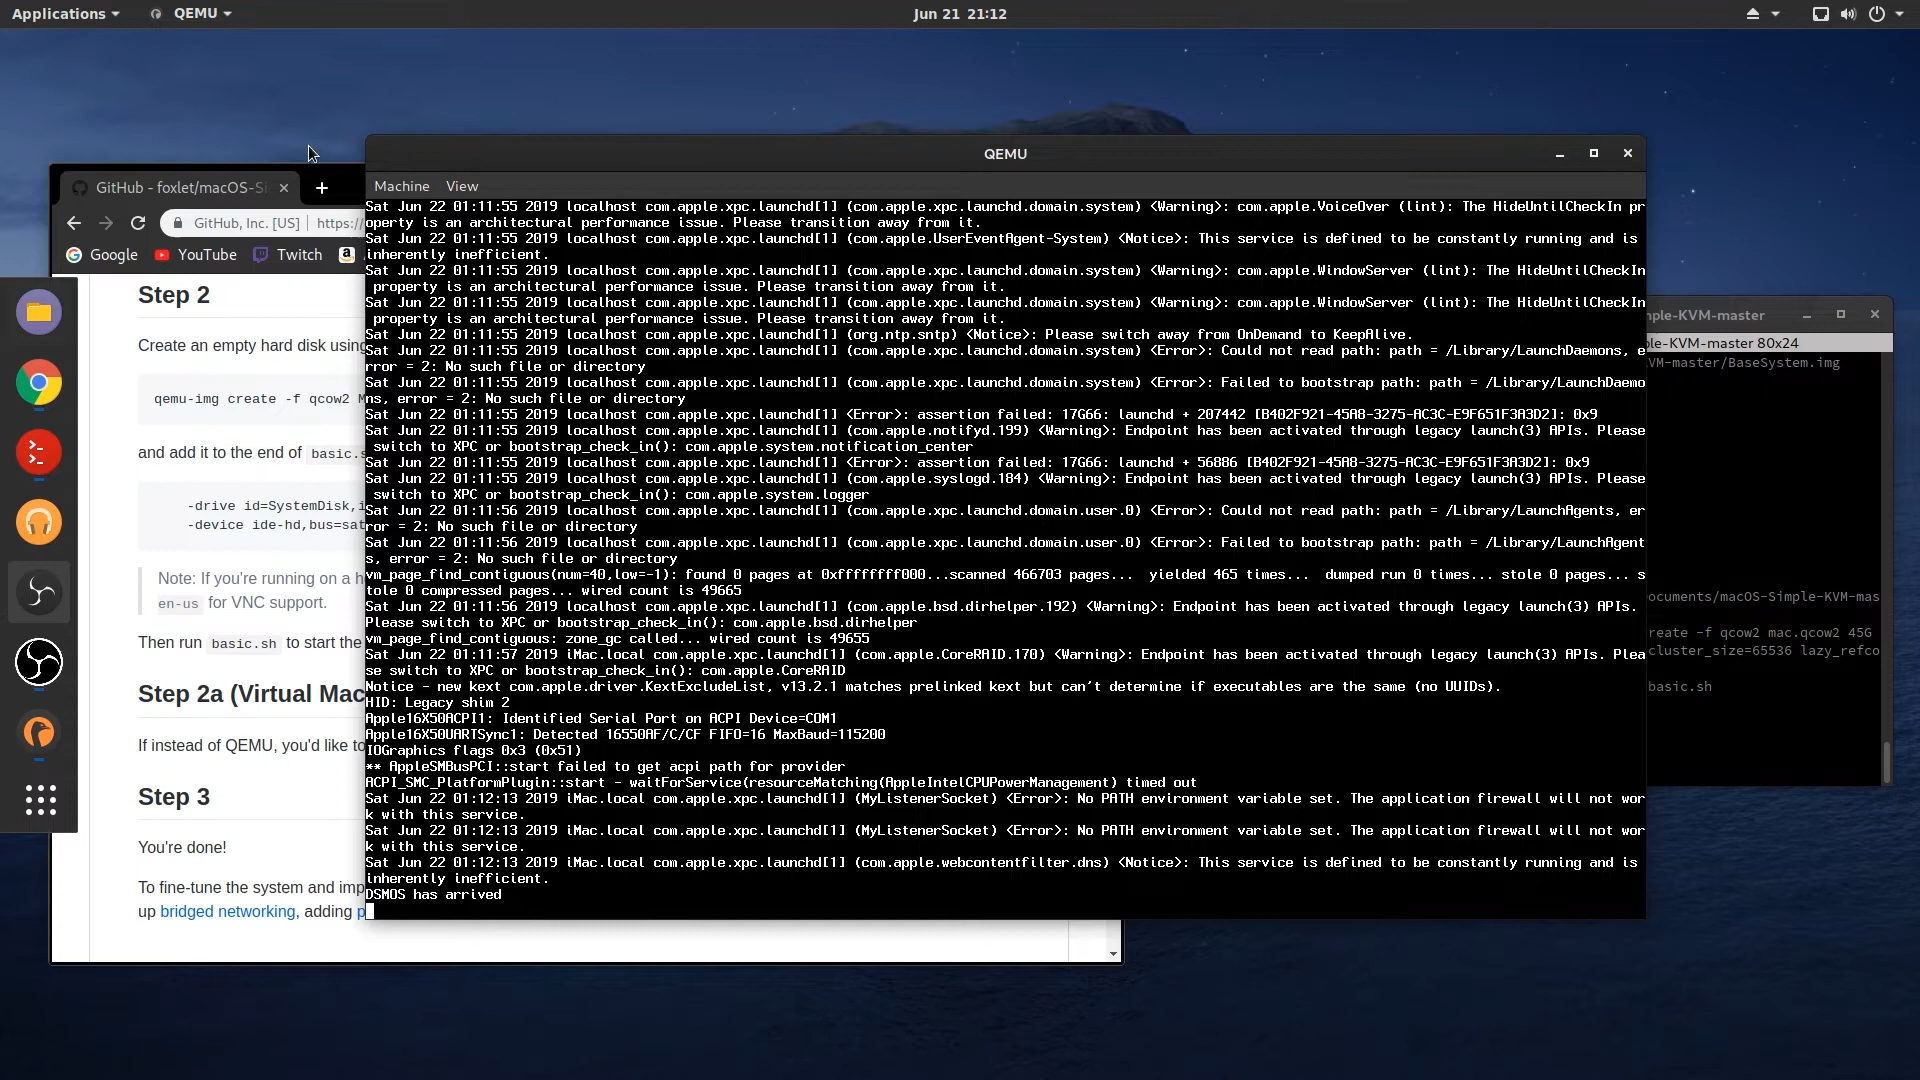 Applications
QEMU
Jun 21 21:12
GitHub - foxlet/macOS-Si
GitHub, Inc. [US]
https://
Google
YouTube
Twitch
Step 2
Create an empty hard disk using
qemu-img create -f qcow2 M
and add it to the end of basic.s
-drive id=SystemDisk,i
-device ide-hd,bus=sat
Note: If you're running on a h
en-us for VNC support.
Then run basic.sh to start the
Step 2a (Virtual Mac
If instead of QEMU, you'd like to
Step 3
You're done!
To fine-tune the system and imp
up bridged networking, adding p
QEMU
Machine View
Sat Jun 22 01:11:55 2019 localhost com.apple.xpc.launchd[1] (com.apple.xpc.launchd.domain.system) <Warning>: com.apple.VoiceOver (lint): The HideUntilCheckIn pr
operty is an architectural performance issue. Please transition away from it.
Sat Jun 22 01:11:55 2019 localhost com.apple.xpc.launchd[1] (com.apple.UserEventAgent-System) <Notice>: This service is defined to be constantly running and is
inherently inefficient.
Sat Jun 22 01:11:55 2019 localhost com.apple.xpc.launchd[1] (com.apple.xpc.launchd.domain.system) <Warning>: com.apple.WindowServer (lint): The HideUntilCheckIn
property is an architectural performance issue. Please transition away from it.
Sat Jun 22 01:11:55 2019 localhost com.apple.xpc.launchd[1] (com.apple.xpc.launchd.domain.system) <Warning>: com.apple.WindowServer (lint): The HideUntilCheckIn
property is an architectural performance issue. Please transition away from it.
Sat Jun 22 01:11:55 2019 localhost com.apple.xpc.launchd[1] (org.ntp.sntp) <Notice>: Please switch away from OnDemand to KeepAlive.
Sat Jun 22 01:11:55 2019 localhost com.apple.xpc.launchd[1] (com.apple.xpc.launchd.domain.system) <Error>: Could not read path: path = /Library/LaunchDaemons, e
rror = 2: No such file or directory
Sat Jun 22 01:11:55 2019 localhost com.apple.xpc.launchd[1] (com.apple.xpc.launchd.domain.system) <Error>: Failed to bootstrap path: path = /Library/LaunchDaemo
ns, error = 2: No such file or directory
Sat Jun 22 01:11:55 2019 localhost com.apple.xpc.launchd[1] <Error>: assertion failed: 17G66: launchd + 207442 [B402F921-45A8-3275-AC3C-E9F651F3A3D2]: 0x9
Sat Jun 22 01:11:55 2019 localhost com.apple.xpc.launchd[1] (com.apple.notifyd.199) <Warning>: Endpoint has been activated through legacy launch(3) APIs. Please
switch to XPC or bootstrap_check_in(): com.apple.system.notification_center
Sat Jun 22 01:11:55 2019 localhost com.apple.xpc.launchd[1] <Error>: assertion failed: 17G66: launchd + 56886 [B402F921-45A8-3275-AC3C-E9F651F3A3D2]: 0x9
Sat Jun 22 01:11:55 2019 localhost com.apple.xpc.launchd[1] (com.apple.syslogd.184) <Warning>: Endpoint has been activated through legacy launch(3) APIs. Please
switch to XPC or bootstrap_check_in(): com.apple.system.logger
Sat Jun 22 01:11:56 2019 localhost com.apple.xpc.launchd[1] (com.apple.xpc.launchd.domain.user.0) <Error>: Could not read path: path = /Library/LaunchAgents, er
ror = 2: No such file or directory
Sat Jun 22 01:11:56 2019 localhost com.apple.xpc.launchd[1] (com.apple.xpc.launchd.domain.user.0) <Error>: Failed to bootstrap path: path = /Library/LaunchAgent
s, error = 2: No such file or directory
vm_page_find_contiguous(num=40,low=-1): found 0 pages at 0xffffffff000...scanned 466703 pages... yielded 465 times... dumped run 0 times... stole 0 pages... s
tole 0 compressed pages... wired count is 49665
Sat Jun 22 01:11:56 2019 localhost com.apple.xpc.launchd[1] (com.apple.bsd.dirhelper.192) <Warning>: Endpoint has been activated through legacy launch(3) APIs.
Please switch to XPC or bootstrap_check_in(): com.apple.bsd.dirhelper
vm_page_find_contiguous: zone_gc called... wired count is 49655
Sat Jun 22 01:11:57 2019 iMac.local com.apple.xpc.launchd[1] (com.apple.CoreRAID.170) <Warning>: Endpoint has been activated through legacy launch(3) APIs. Plea
se switch to XPC or bootstrap_check_in(): com.apple.CoreRAID
Notice - new kext com.apple.driver.KextExcludeList, v13.2.1 matches prelinked kext but can't determine if executables are the same (no UUIDs).
HID: Legacy shim 2
Apple16X50ACPI1: Identified Serial Port on ACPI Device=COM1
Apple16X50UARTSync1: Detected 16550AF/C/CF FIFO=16 MaxBaud=115200
IOGraphics flags 0x3 (0x51)
** AppleSMBusPCI::start failed to get acpi path for provider
ACPI_SMC_PlatformPlugin::start - waitForService(resourceMatching(AppleIntelCPUPowerManagement) timed out
Sat Jun 22 01:12:13 2019 iMac.local com.apple.xpc.launchd[1] (MyListenerSocket) <Error>: No PATH environment variable set. The application firewall will not wor
k with this service.
Sat Jun 22 01:12:13 2019 iMac.local com.apple.xpc.launchd[1] (MyListenerSocket) <Error>: No PATH environment variable set. The application firewall will not wor
k with this service.
Sat Jun 22 01:12:13 2019 iMac.local com.apple.xpc.launchd[1] (com.apple.webcontentfilter.dns) <Notice>: This service is defined to be constantly running and is
inherently inefficient.
DSMOS has arrived
mple-KVM-master
ple-KVM-master 80x24
VM-master/BaseSystem.img
ocuments/macOS-Simple-KVM-mas
reate -f qcow2 mac.qcow2 45G
cluster_size=65536 lazy_refco
basic.sh